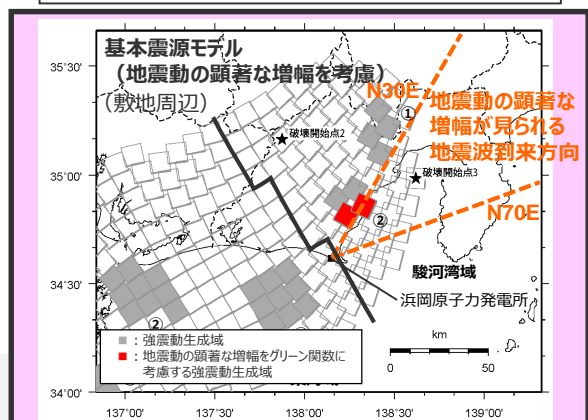 基本震源モデル
（地震動の顕著な増幅を考慮）
（敷地周辺）
N30E
地震動の顕著な
増幅が見られる
地震波到来方向
①
★破壊開始点2
★破壊開始点3
N70E
②
駿河湾域
浜岡原子力発電所
②
■：強震動生成域
■：地震動の顕著な増幅をグリーン関数に
考慮する強震動生成域
km
0 50
35°30'
35°00'
34°30'
34°00'
137°00' 137°30' 138°00' 138°30' 139°00'